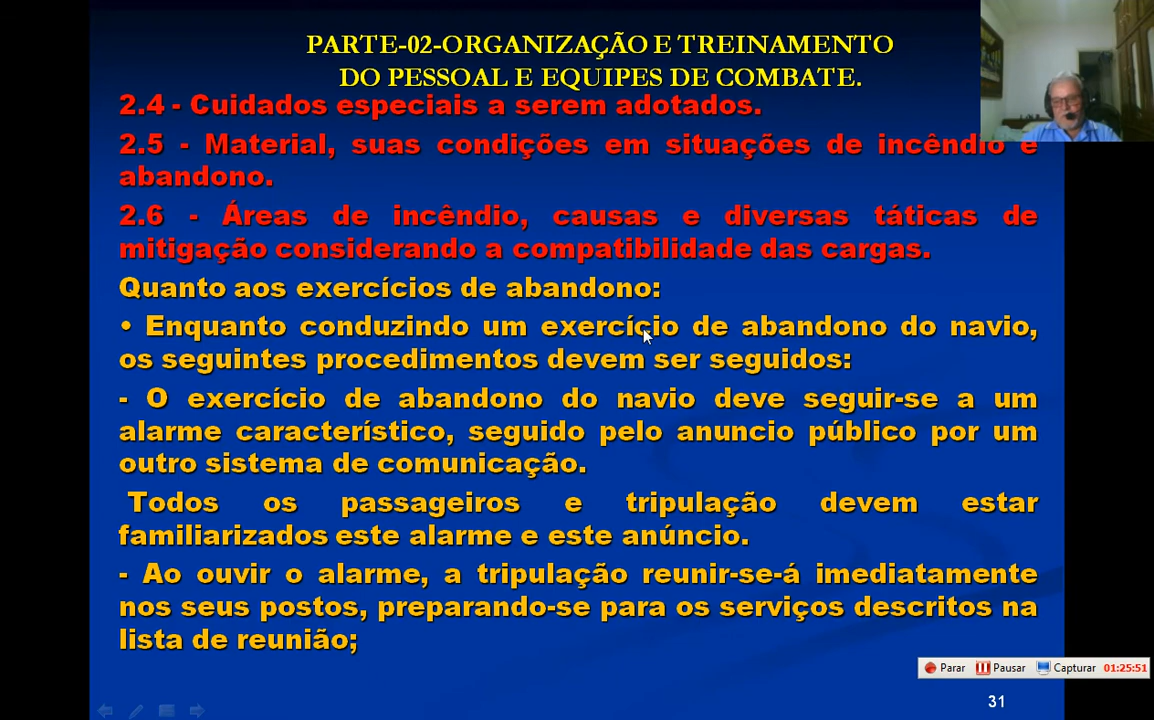 PARTE-02-ORGANIZAÇÃO E TREINAMENTO
DO PESSOAL E EQUIPES DE COMBATE.
2.4 - Cuidados especiais a serem adotados.
2.5 - Material, suas condições em situações de incêndio e
abandono.
2.6 - Áreas de incêndio, causas e diversas táticas de
mitigação considerando a compatibilidade das cargas.
Quanto aos exercícios de abandono:
• Enquanto conduzindo um exercício de abandono do navio,
os seguintes procedimentos devem ser seguidos:
- O exercício de abandono do navio deve seguir-se a um
alarme característico, seguido pelo anuncio público por um
outro sistema de comunicação.
Todos os passageiros e tripulação devem estar
familiarizados este alarme e este anúncio.
- Ao ouvir o alarme, a tripulação reunir-se-á imediatamente
nos seus postos, preparando-se para os serviços descritos na
lista de reunião;
Parar Pausar Capturar 01:25:51
31